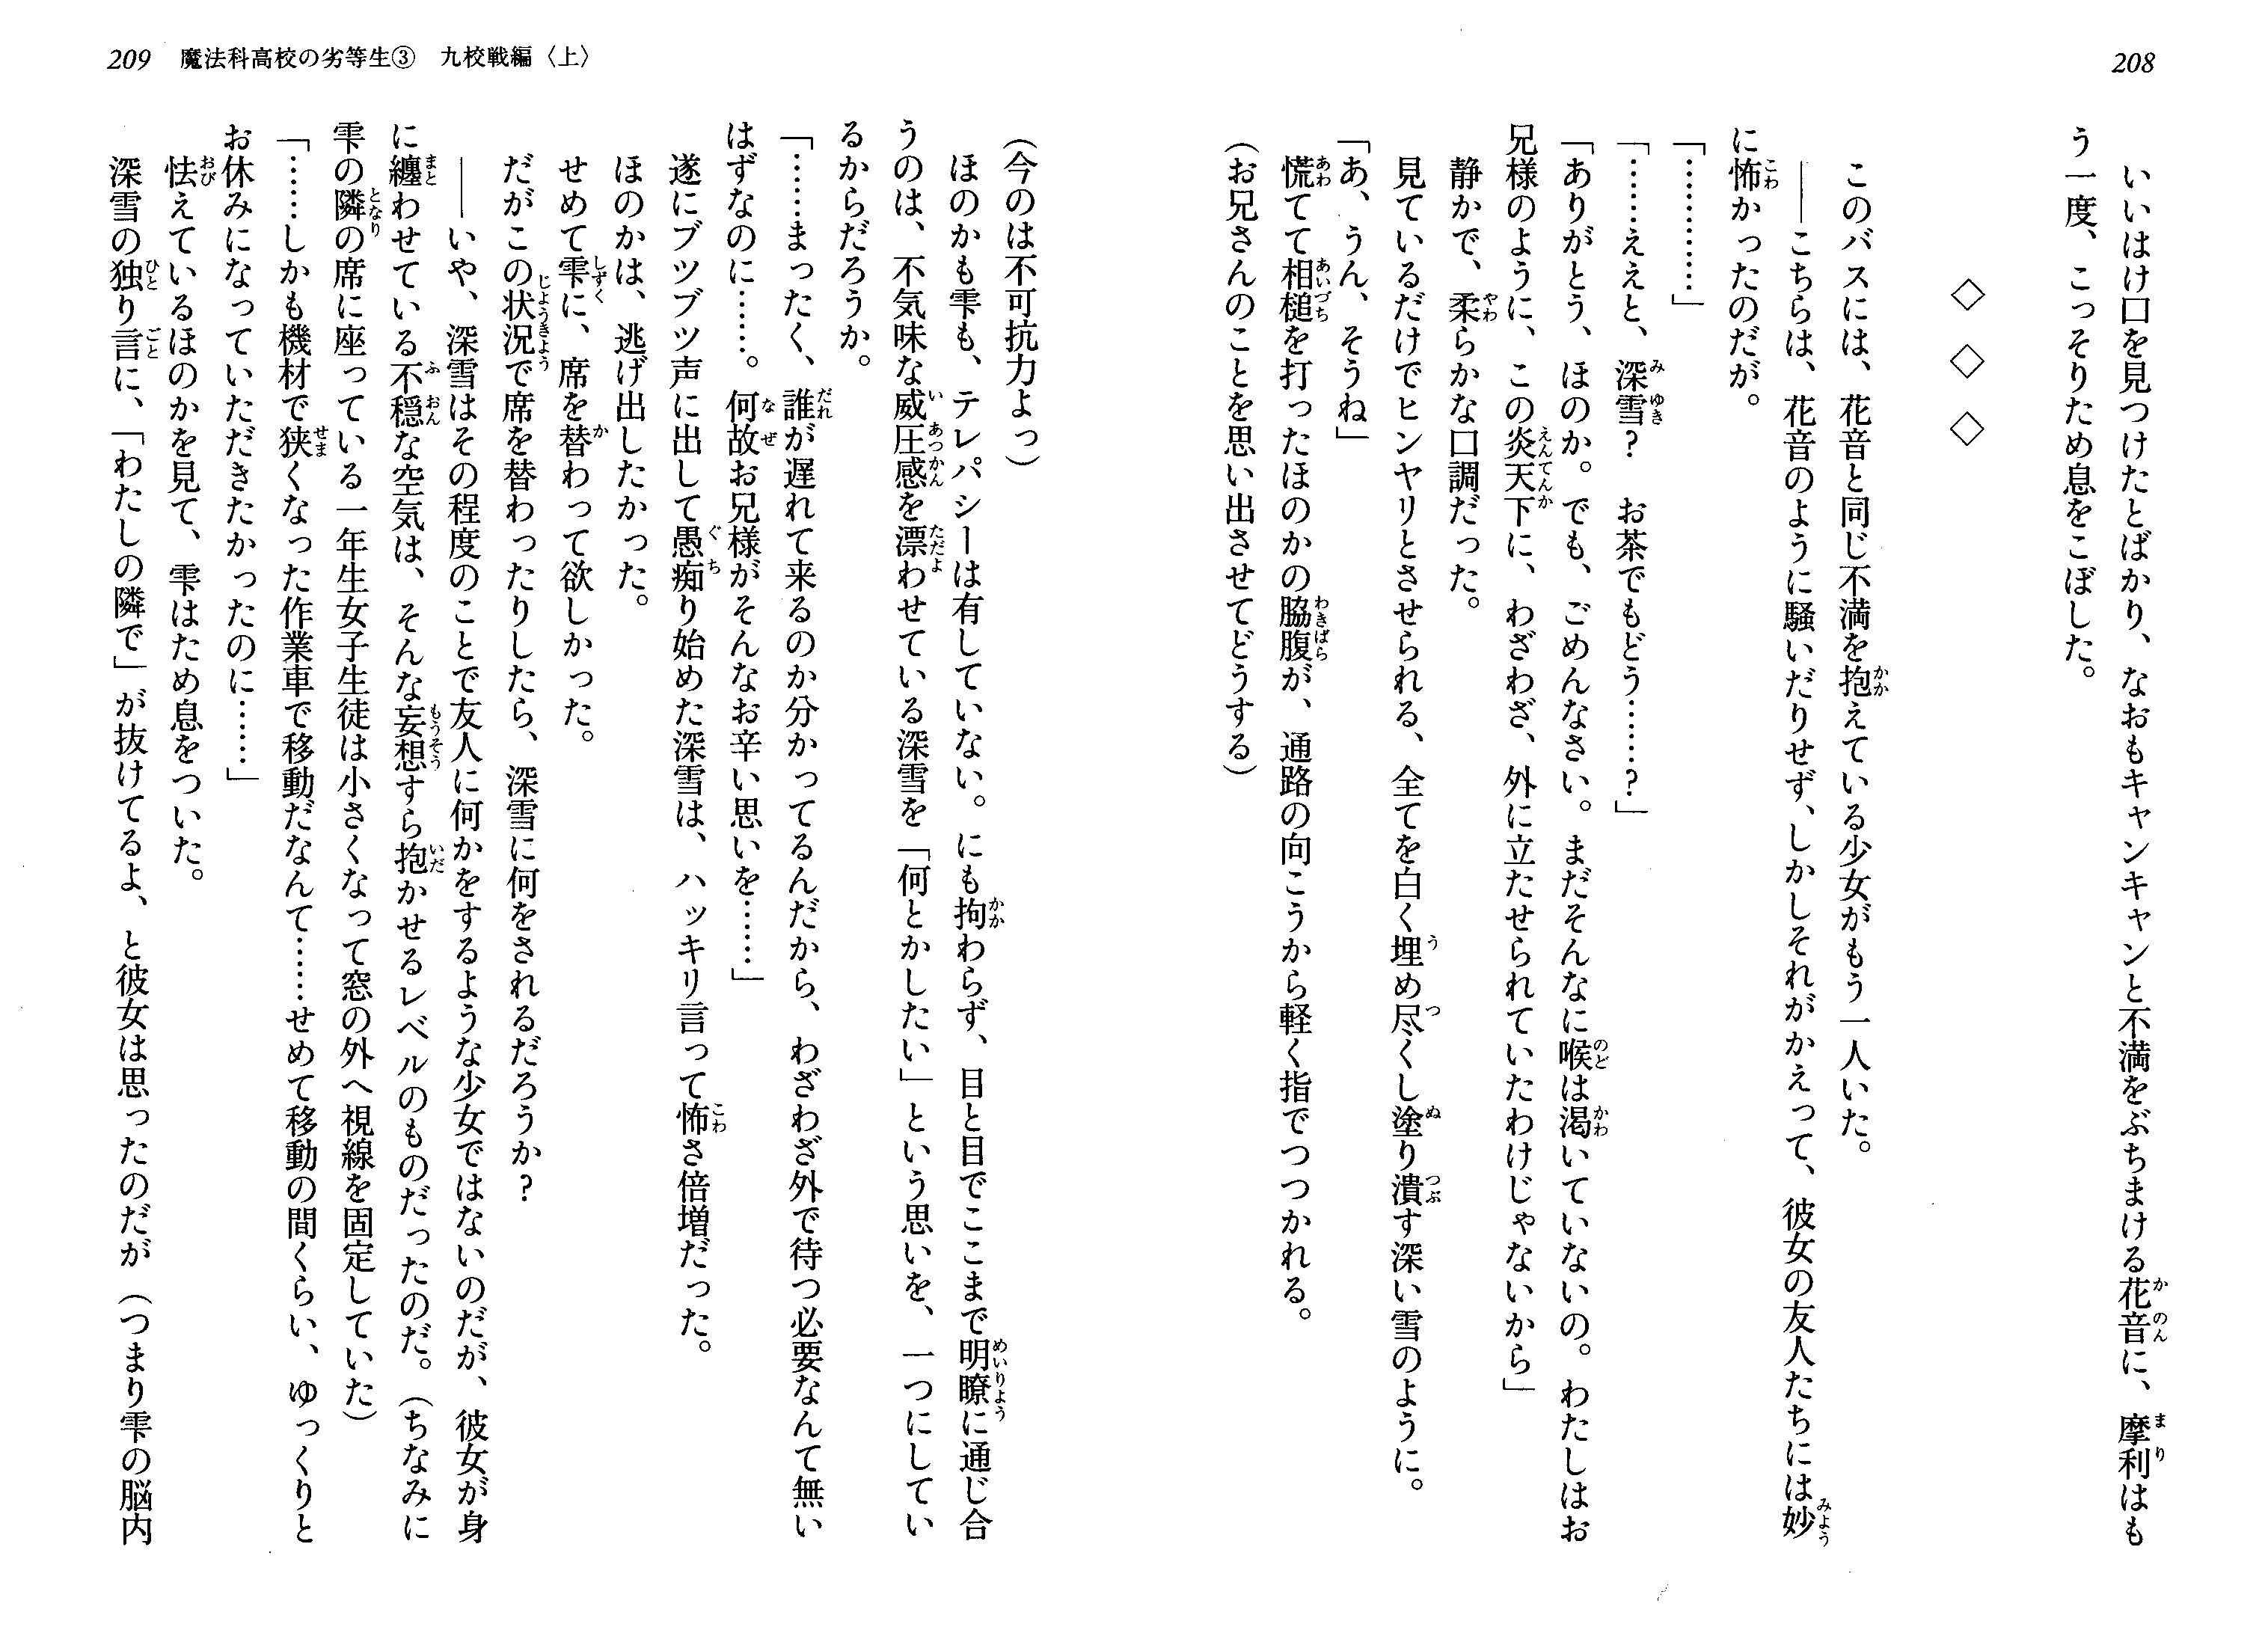 208
いいはけ口を見つけたとばかり、なおもキャンキャンと不満をぶちまける花音に、摩利はも
う一度、こっそりため息をこぼした。
◇　◇　◇
このバスには、花音と同じ不満を抱えている少女がもう一人いた。
――こちらは、花音のように騒いだりせず、しかしそれがかえって、彼女の友人たちには妙
に怖かったのだが。
「…………」
「……ええと、深雪？　お茶でもどう……？」
「ありがとう、ほのか。でも、ごめんなさい。まだそんなに喉は渇いていないの。わたしはお
兄様のように、この炎天下に、わざわざ、外に立たせられていたわけじゃないから」
静かで、柔らかな口調だった。
見ているだけでヒンヤリとさせられる、全てを白く埋め尽くし塗り潰す深い雪のように。
「あ、うん、そうね」
慌てて相槌を打ったほのかの脇腹が、通路の向こうから軽く指でつつかれる。
（お兄さんのことを思い出させてどうする）
209　魔法科高校の劣等生③　九校戦編〈上〉
（今のは不可抗力よっ）
ほのかも雫も、テレパシーは有していない。にも拘わらず、目と目でここまで明瞭に通じ合
うのは、不気味な威圧感を漂わせている深雪を「何とかしたい」という思いを、一つにしてい
るからだろうか。
「……まったく、誰が遅れて来るのか分かってるんだから、わざわざ外で待つ必要なんて無い
はずなのに……。何故お兄様がそんなお辛い思いを……」
遂にブツブツ声に出して愚痴り始めた深雪は、ハッキリ言って怖さ倍増だった。
ほのかは、逃げ出したかった。
せめて雫に、席を替わって欲しかった。
だがこの状況で席を替わったりしたら、深雪に何をされるだろうか？
――いや、深雪はその程度のことで友人に何かをするような少女ではないのだが、彼女が身
に纏わせている不穏な空気は、そんな妄想すら抱かせるレベルのものだったのだ。（ちなみに
雫の隣の席に座っている一年生女子生徒は小さくなって窓の外へ視線を固定していた）
「……しかも機材で狭くなった作業車で移動だなんて……せめて移動の間くらい、ゆっくりと
お休みになっていただきたかったのに……」
怯えているほのかを見て、雫はため息をついた。
深雪の独り言に、「わたしの隣で」が抜けてるよ、と彼女は思ったのだが（つまり雫の脳内